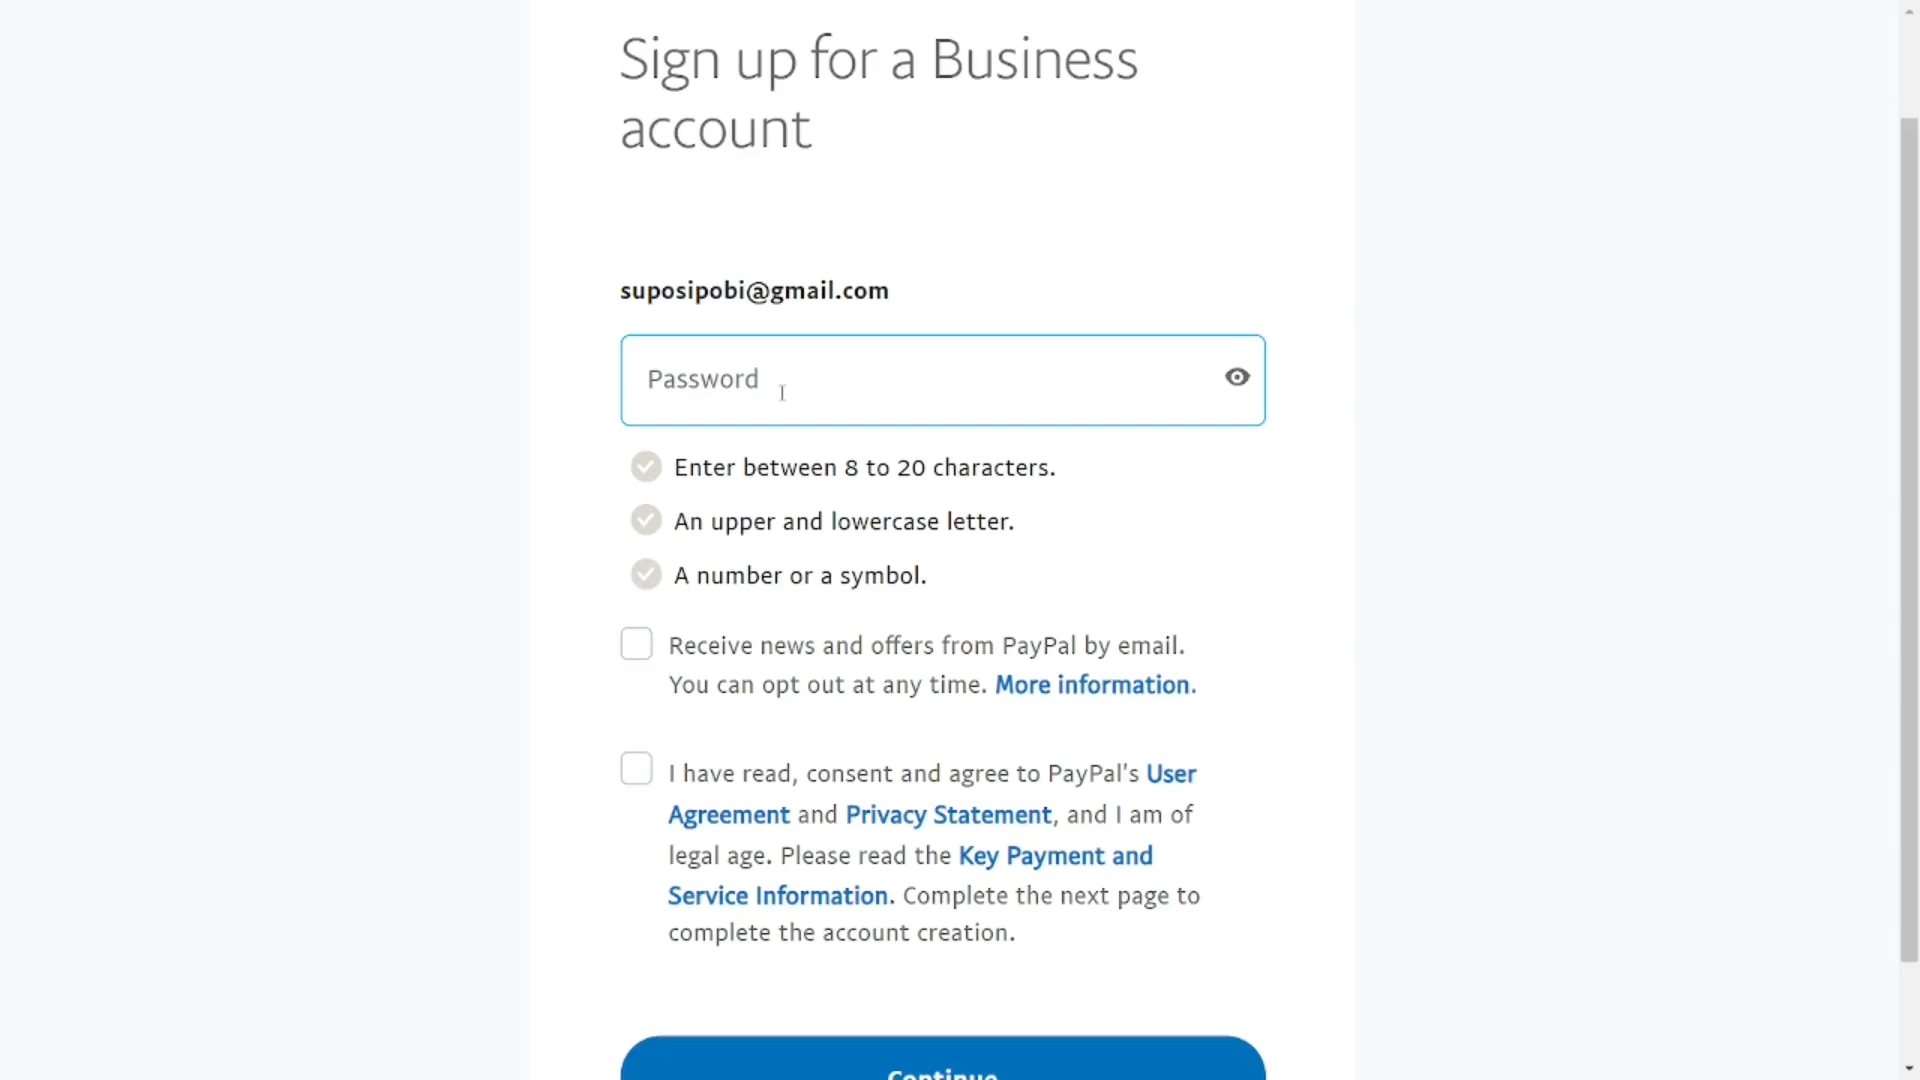 Sign up for a Business
account
suposipobi@gmail.com
Password
Enter between 8 to 20 characters.
An upper and lowercase letter.
A number or a symbol.
Receive news and offers from PayPal by email.
You can opt out at any time. More information.
I have read, consent and agree to PayPal's User
Agreement and Privacy Statement, and I am of
legal age. Please read the Key Payment and
Service Information. Complete the next page to
complete the account creation.
Continue